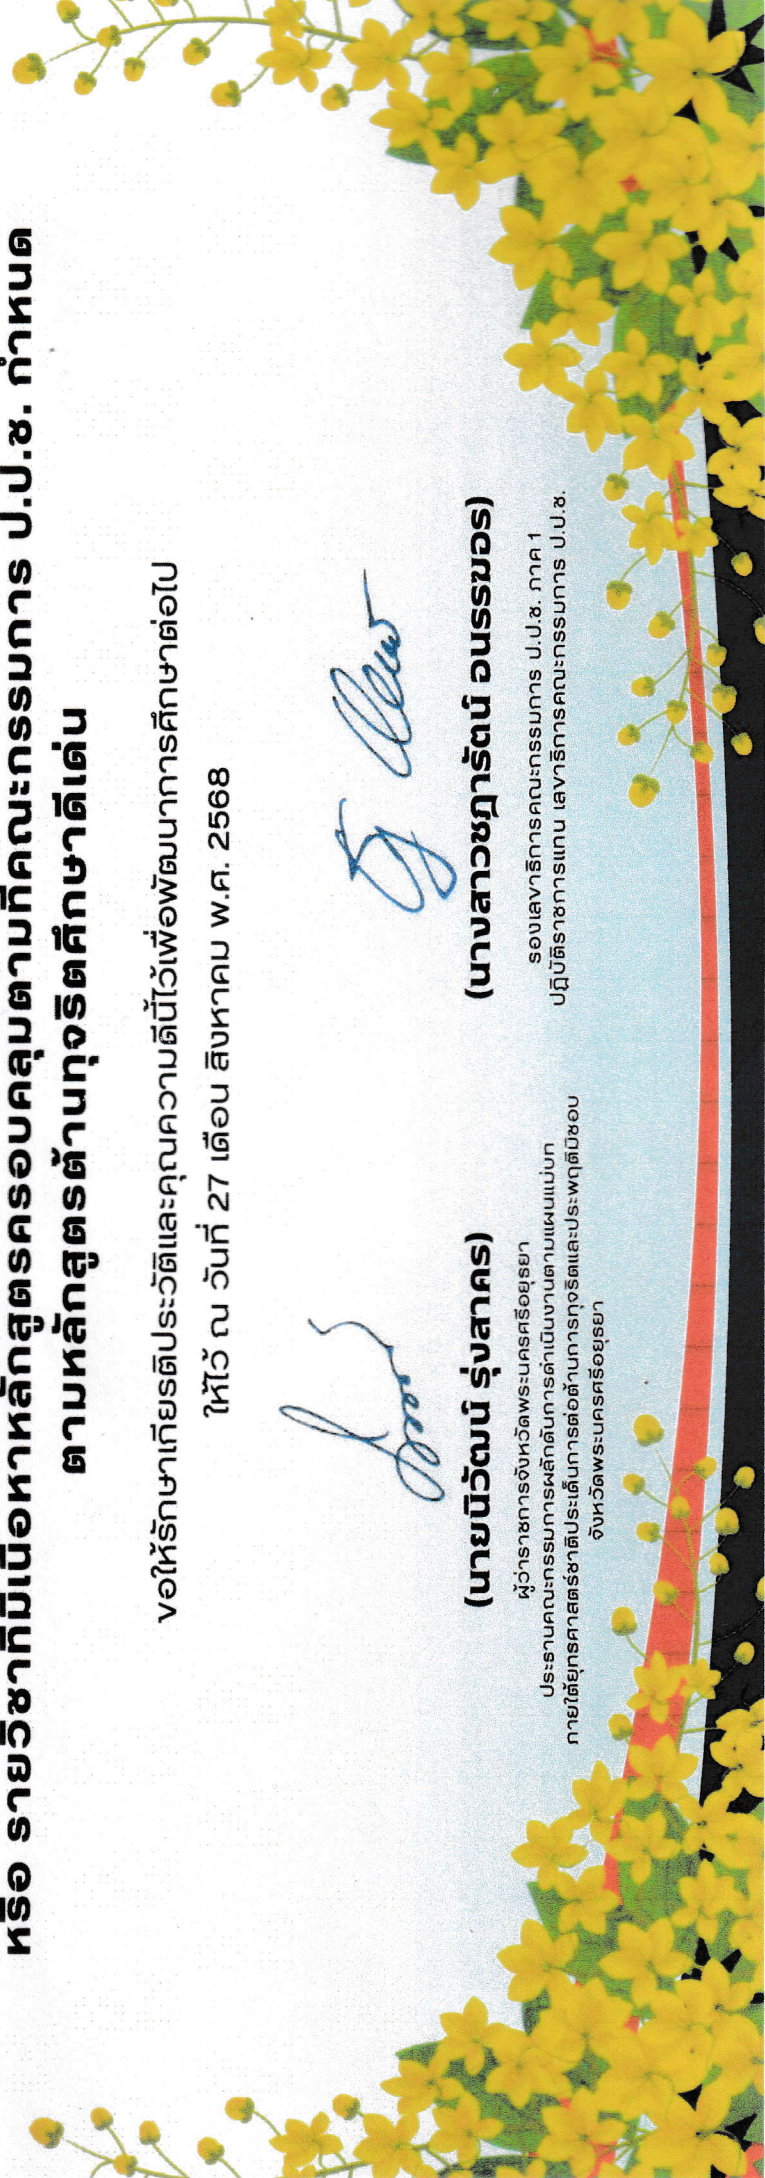 หรือ รายวิชาที่มีเนื้อหาหลักสูตรครอบคลุมตามที่คณะกรรมการ ป.ป.ช. กำหนด
ตามหลักสูตรต้านทุจริตศึกษาดีเด่น
ขอให้รักษาเกียรติประวัติและคุณความดีนี้ไว้เพื่อพัฒนาการศึกษาต่อไป
ให้ไว้ ณ วันที่ 27 เดือน สิงหาคม พ.ศ. 2568
(นายนิวัฒน์ รุ่งสาคร)
ผู้ว่าราชการจังหวัดพระนครศรีอยุธยา
ประธานคณะกรรมการผลักดันการดำเนินงานตามแผนแม่บท
ภายใต้ยุทธศาสตร์ชาติประเด็นการต่อต้านการทุจริตและประพฤติมิชอบ
จังหวัดพระนครศรีอยุธยา
(นางสาวชฎารัตน์ อนรรฆอร)
รองเลขาธิการคณะกรรมการ ป.ป.ช. ภาค 1
ปฏิบัติราชการแทน เลขาธิการคณะกรรมการ ป.ป.ช.